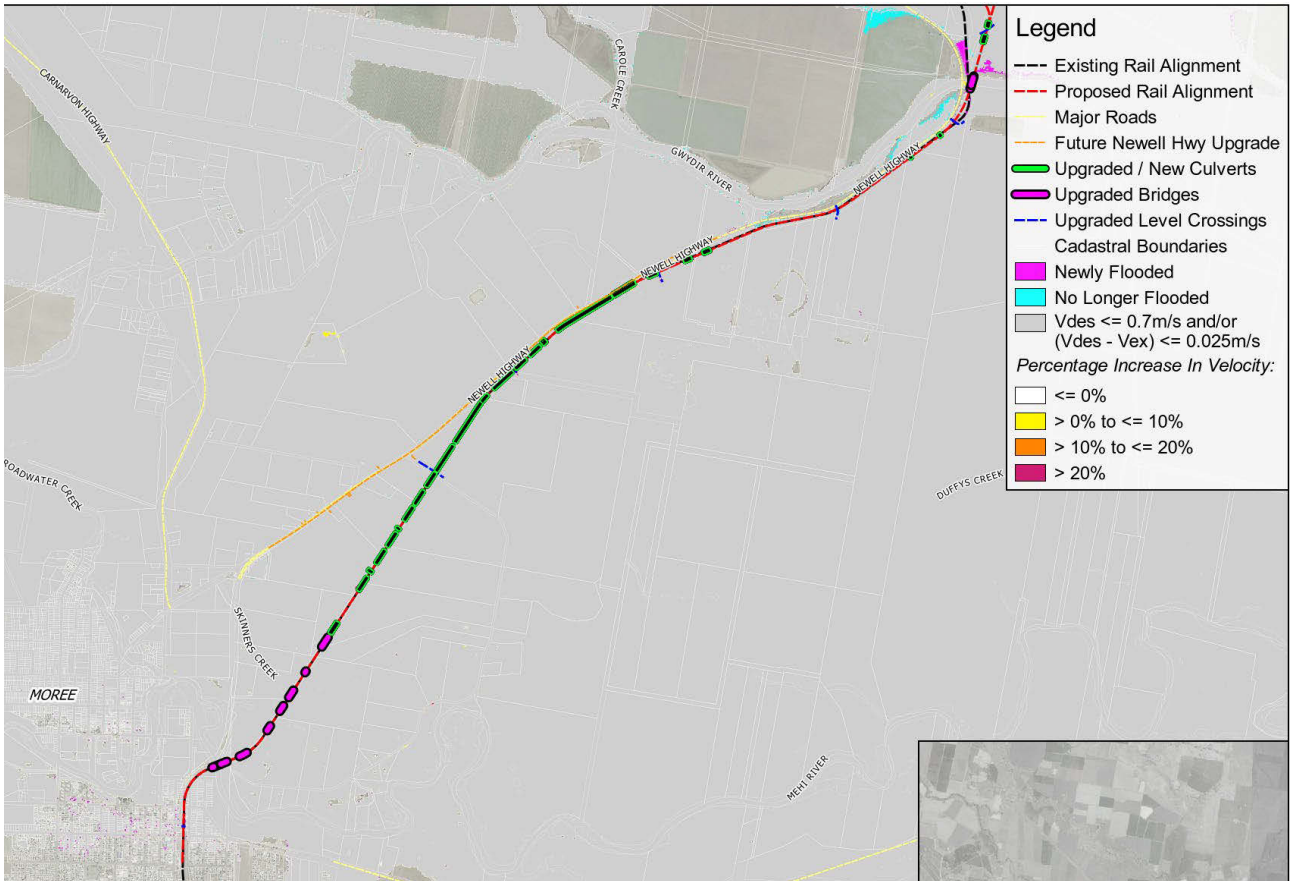 Legend
Existing Rail Alignment
Proposed Rail Alignment
Major Roads
Future Newell Hwy Upgrade
Upgraded / New Culverts
Upgraded Bridges
Upgraded Level Crossings
Cadastral Boundaries
Newly Flooded
No Longer Flooded
Vdes <= 0.7m/s and/or
(Vdes - Vex) <= 0.025m/s
Percentage Increase In Velocity:
<= 0%
> 0% to <= 10%
> 10% to <= 20%
> 20%
CARNARVON HIGHWAY
CAROLE CREEK
GWYDIR RIVER
NEWELL HIGHWAY
NEWELL HIGHWAY
NEWELL HIGHWAY
ROADWATER CREEK
DUFFYS CREEK
SKINNERS CREEK
MOREE
MEHI RIVER